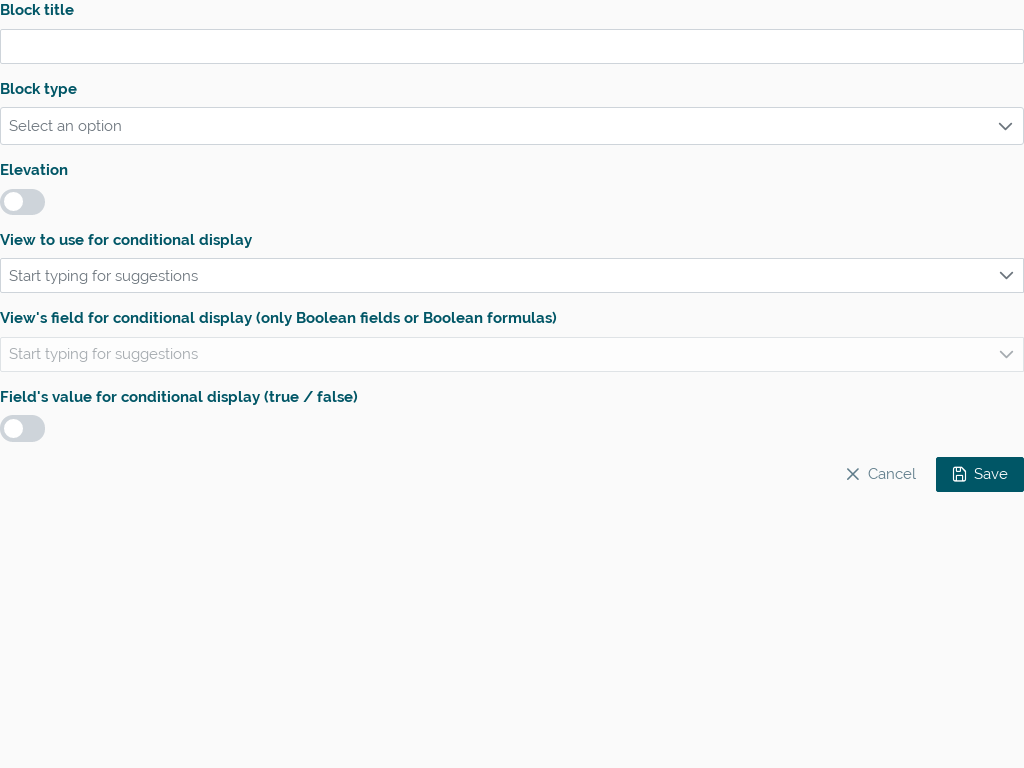 Block title
Block type
Select an option
Elevation
View to use for conditional display
Start typing for suggestions
View's field for conditional display (only Boolean fields or Boolean formulas)
Start typing for suggestions
Field's value for conditional display (true / false)
Cancel Save